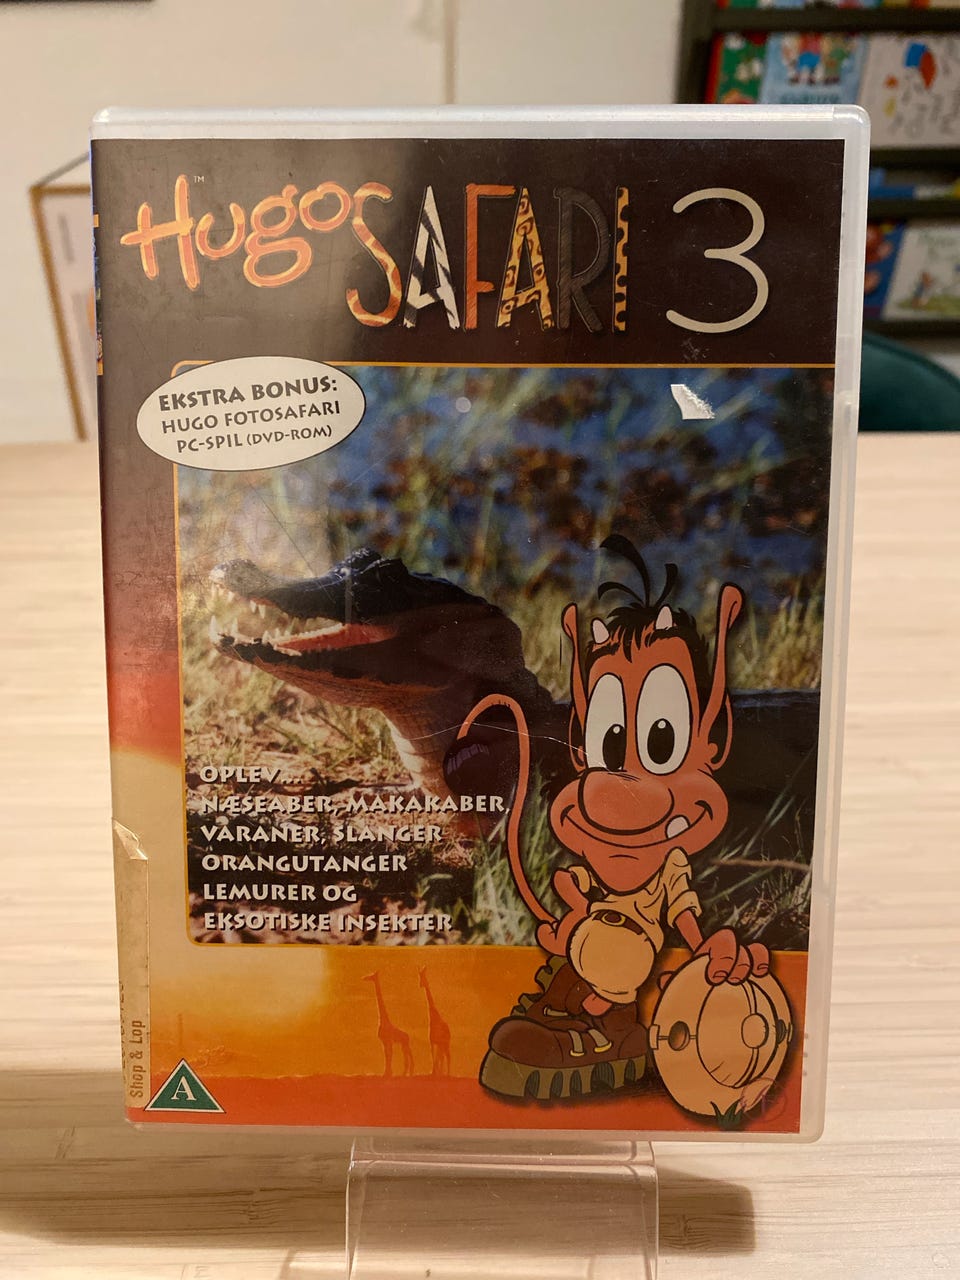 Hugo™ SAFARI 3
EKSTRA BONUS:
HUGO FOTOSAFARI
PC-SPIL (DVD-ROM)
OPLEV...
NÆSEABER, MAKAKABER,
VARANER, SLANGER
ORANGUTANGER
LEMURER OG
EKSOTISKE INSEKTER
Shop & Lop
A